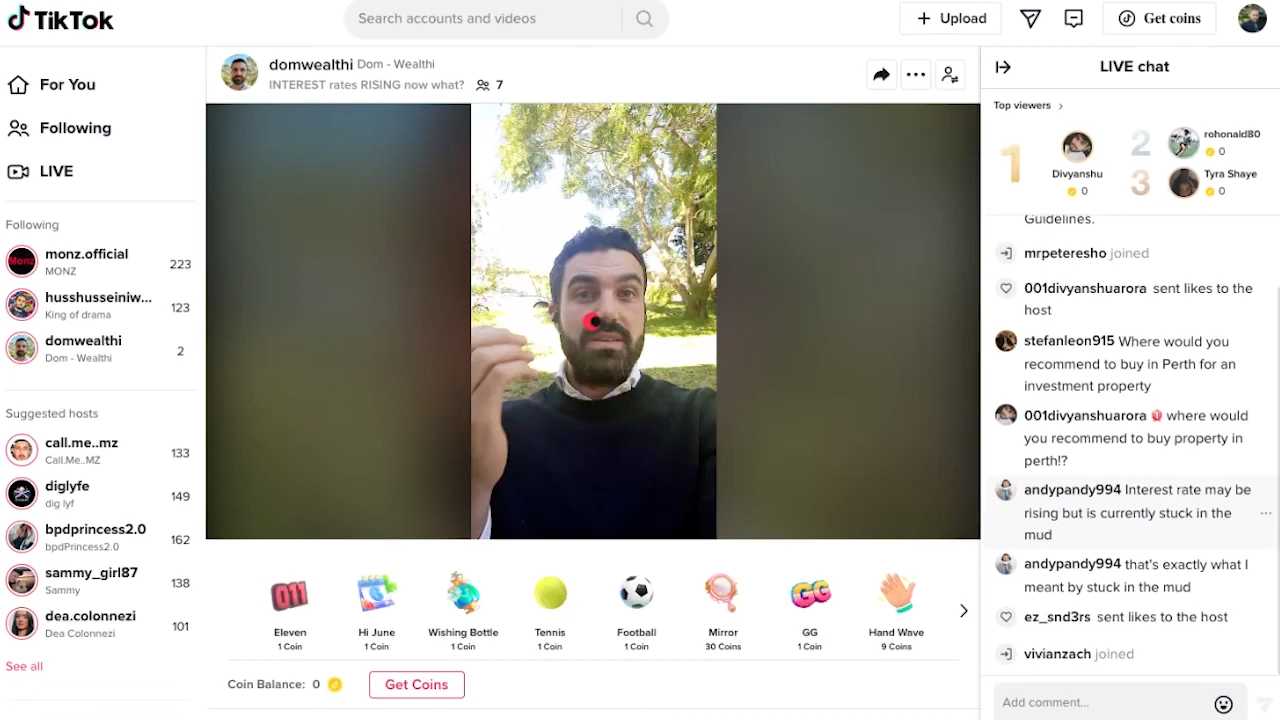 TikTok
Search accounts and videos
+ Upload
Get coins
For You
Following
LIVE
Following
Monz
monz.official
MONZ
223
husshusseiniw...
King of drama
123
domwealthi
Dom - Wealthi
2
Suggested hosts
call.me..mz
Call.Me..MZ
133
diglyfe
dig lyf
149
bpdprincess2.0
bpdPrincess2.0
162
sammy_girl87
Sammy
138
dea.colonnezi
Dea Colonnezi
101
See all
domwealthi Dom - Wealthi
INTEREST rates RISING now what? 7
011
Eleven
1 Coin
6
Hi June
1 Coin
Wishing Bottle
1 Coin
Tennis
1 Coin
Football
1 Coin
Mirror
30 Coins
GG
GG
1 Coin
Hand Wave
9 Coins
Coin Balance: 0
Get Coins
LIVE chat
Top viewers
1
Divyanshu
0
2
rohonald80
0
3
Tyra Shaye
0
Guidelines.
mrpeteresho joined
001divyanshuarora sent likes to the
host
stefanleon915 Where would you
recommend to buy in Perth for an
investment property
001divyanshuarora where would
you recommend to buy property in
perth!?
andypandy994 Interest rate may be
rising but is currently stuck in the
mud
andypandy994 that's exactly what I
meant by stuck in the mud
ez_snd3rs sent likes to the host
vivianzach joined
Add comment...